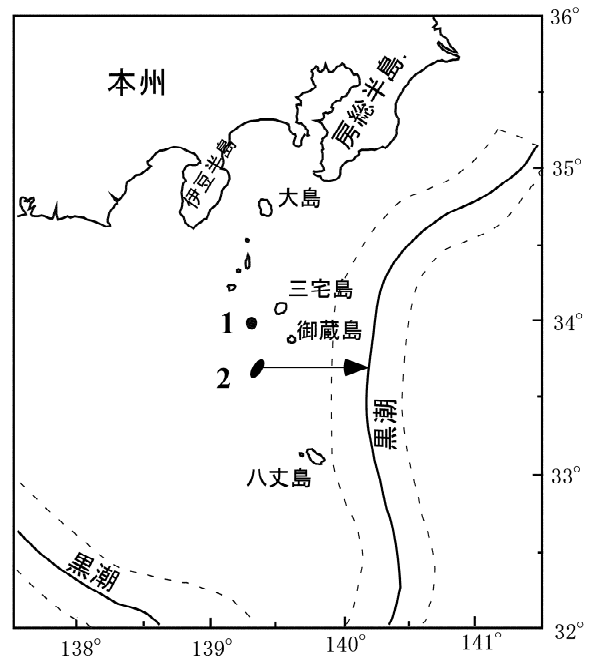 36°
本州
房総半島
伊豆半島
35°
大島
三宅島
1
御蔵島
34°
2
黒潮
八丈島
33°
黒潮
32°
138°
139°
140°
141°